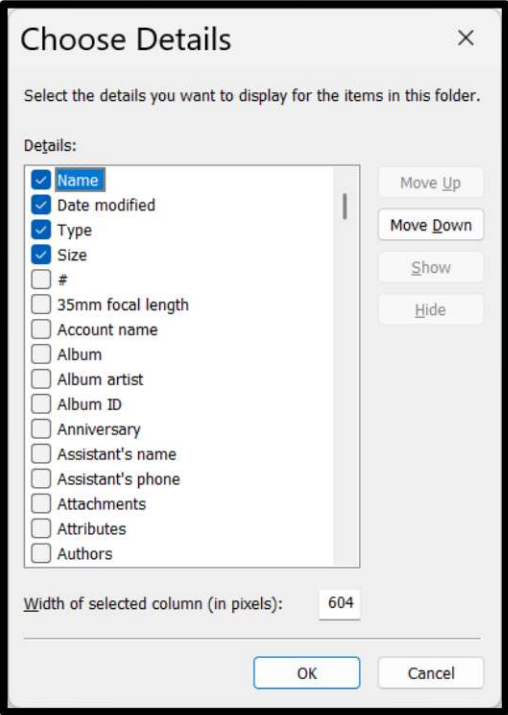 Choose Details
Select the details you want to display for the items in this folder.
Details:
Name
Date modified
Type
Size
#
35mm focal length
Account name
Album
Album artist
Album ID
Anniversary
Assistant's name
Assistant's phone
Attachments
Attributes
Authors
Move Up
Move Down
Show
Hide
Width of selected column (in pixels): 604
OK Cancel